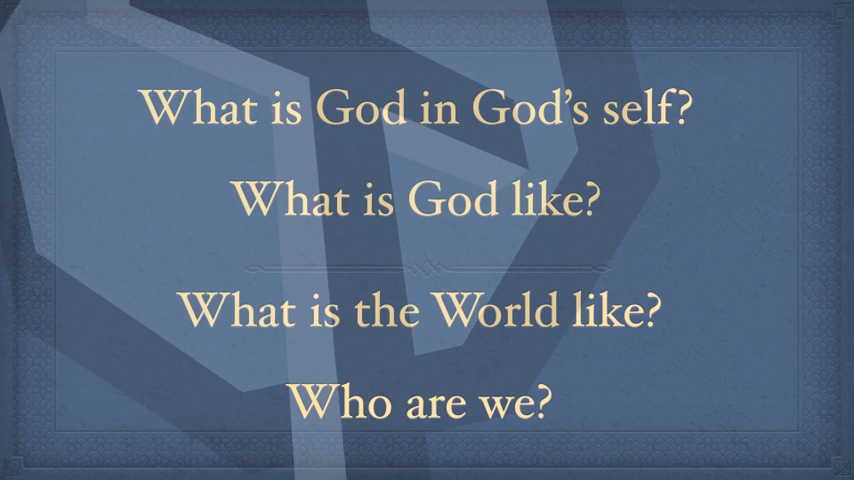 What is God in God's self?
What is God like?
What is the World like?
Who are we?